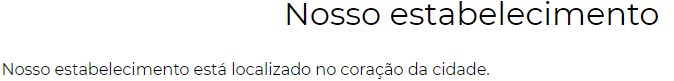 Nosso estabelecimento
Nosso estabelecimento está localizado no coração da cidade.